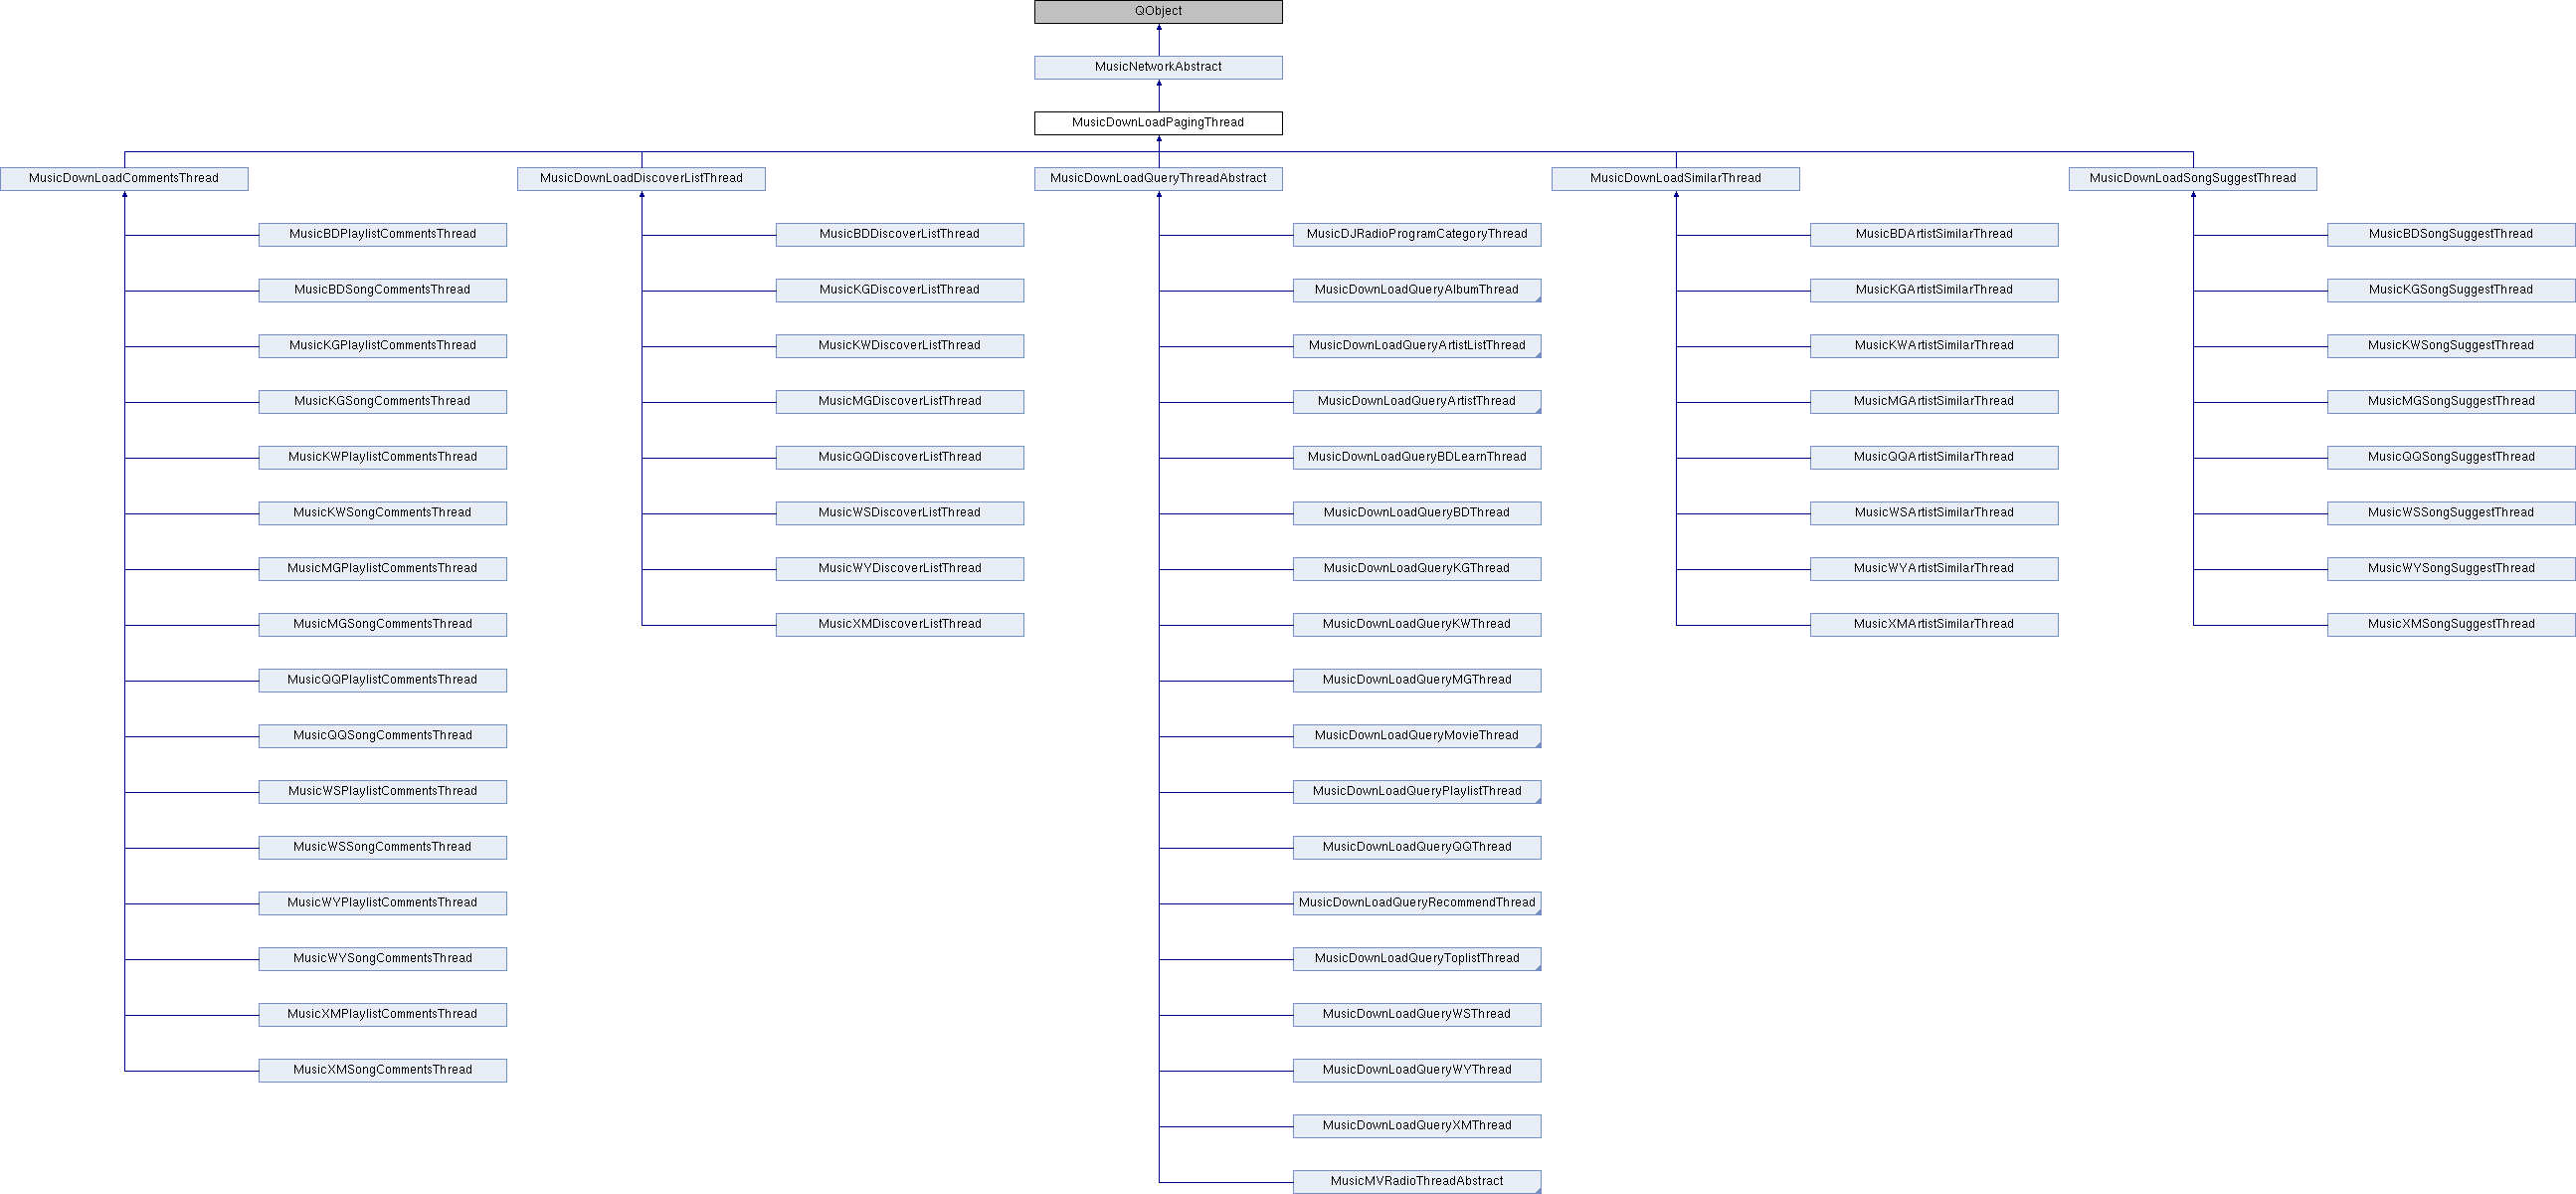 QObject
MusicNetworkAbstract
MusicDownLoadPagingThread
MusicDownLoadCommentsThread
MusicDownLoadDiscoverListThread
MusicDownLoadQueryThreadAbstract
MusicDownLoadSimilarThread
MusicDownLoadSongSuggestThread
MusicBDPlaylistCommentsThread
MusicBDSongCommentsThread
MusicKGPlaylistCommentsThread
MusicKGSongCommentsThread
MusicKWPlaylistCommentsThread
MusicKWSongCommentsThread
MusicMGPlaylistCommentsThread
MusicMGSongCommentsThread
MusicQQPlaylistCommentsThread
MusicQQSongCommentsThread
MusicWSPlaylistCommentsThread
MusicWSSongCommentsThread
MusicWYPlaylistCommentsThread
MusicWYSongCommentsThread
MusicXMPlaylistCommentsThread
MusicXMSongCommentsThread
MusicBDDiscoverListThread
MusicKGDiscoverListThread
MusicKWDiscoverListThread
MusicMGDiscoverListThread
MusicQQDiscoverListThread
MusicWSDiscoverListThread
MusicWYDiscoverListThread
MusicXMDiscoverListThread
MusicDJRadioProgramCategoryThread
MusicDownLoadQueryAlbumThread
MusicDownLoadQueryArtistListThread
MusicDownLoadQueryArtistThread
MusicDownLoadQueryBDLearnThread
MusicDownLoadQueryBDThread
MusicDownLoadQueryKGThread
MusicDownLoadQueryKWThread
MusicDownLoadQueryMGThread
MusicDownLoadQueryMovieThread
MusicDownLoadQueryPlaylistThread
MusicDownLoadQueryQQThread
MusicDownLoadQueryRecommendThread
MusicDownLoadQueryToplistThread
MusicDownLoadQueryWSThread
MusicDownLoadQueryWYThread
MusicDownLoadQueryXMThread
MusicMVRadioThreadAbstract
MusicBDArtistSimilarThread
MusicKGArtistSimilarThread
MusicKWArtistSimilarThread
MusicMGArtistSimilarThread
MusicQQArtistSimilarThread
MusicWSArtistSimilarThread
MusicWYArtistSimilarThread
MusicXMArtistSimilarThread
MusicBDSongSuggestThread
MusicKGSongSuggestThread
MusicKWSongSuggestThread
MusicMGSongSuggestThread
MusicQQSongSuggestThread
MusicWSSongSuggestThread
MusicWYSongSuggestThread
MusicXMSongSuggestThread